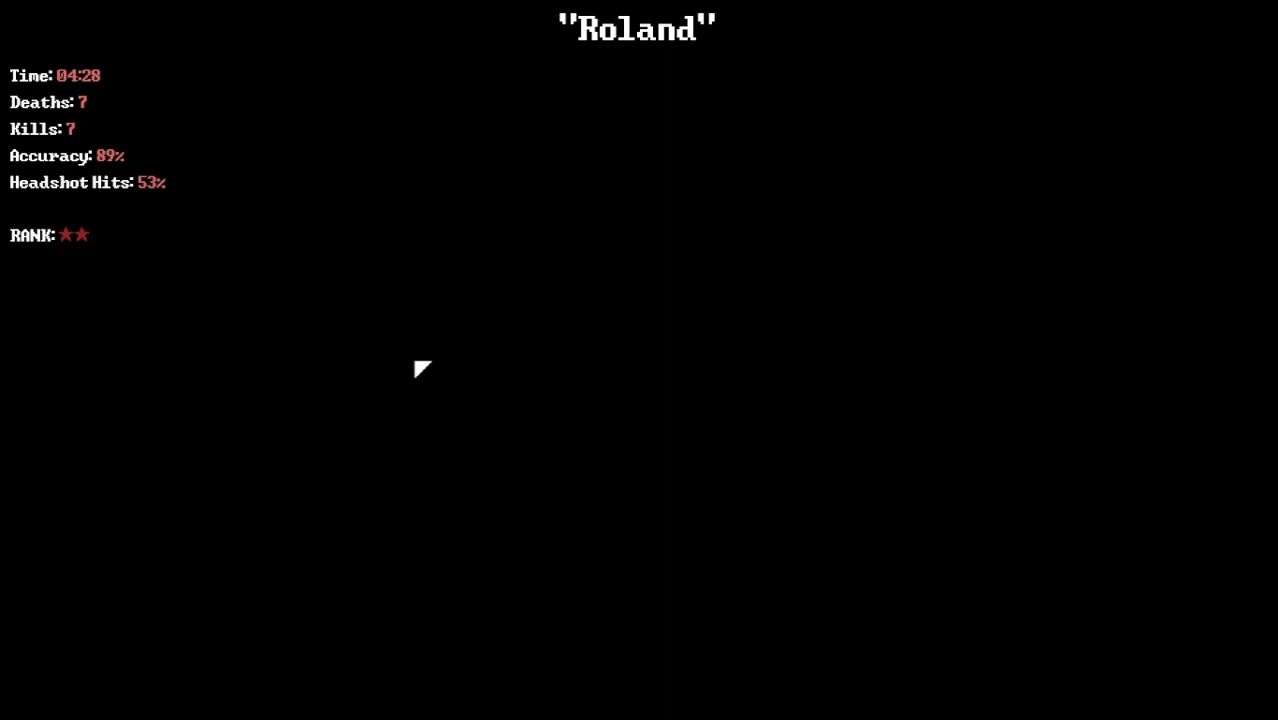 "Roland"
Time: 04:28
Deaths: 7
Kills: 7
Accuracy: 89%
Headshot Hits: 53%
RANK: ★★